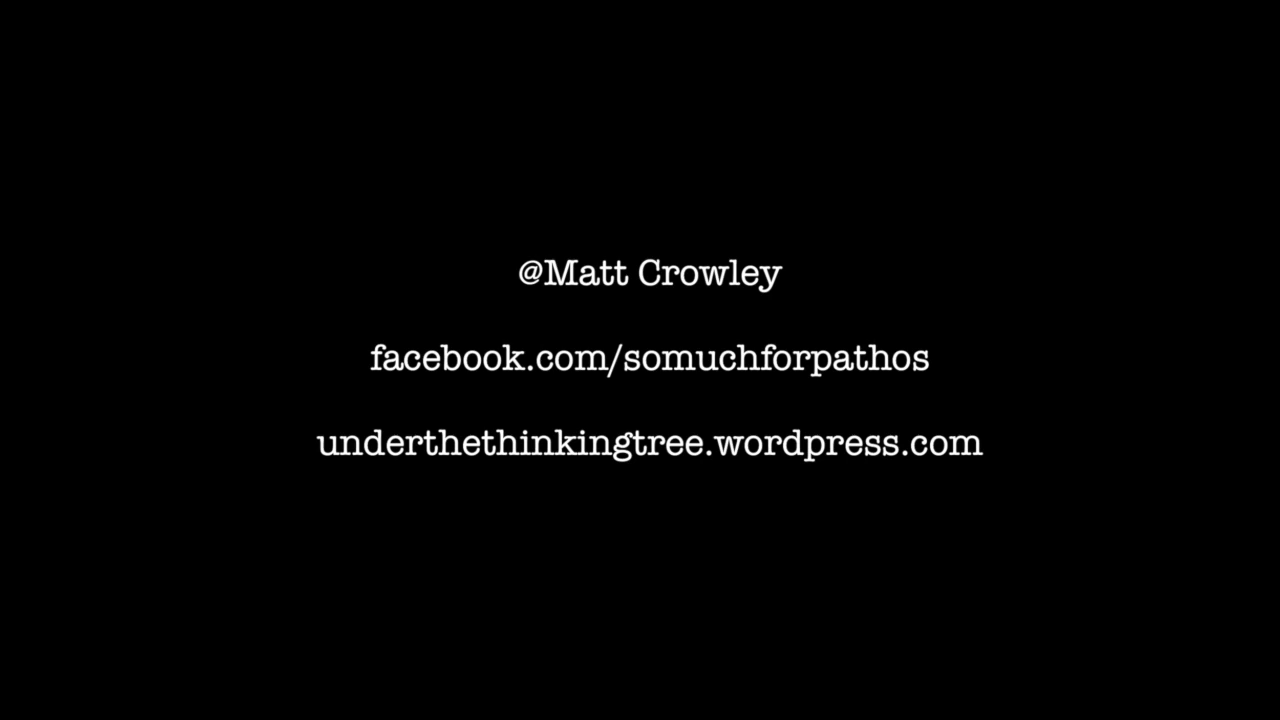 @Matt Crowley
facebook.com/somuchforpathos
underthethinkingtree.wordpress.com